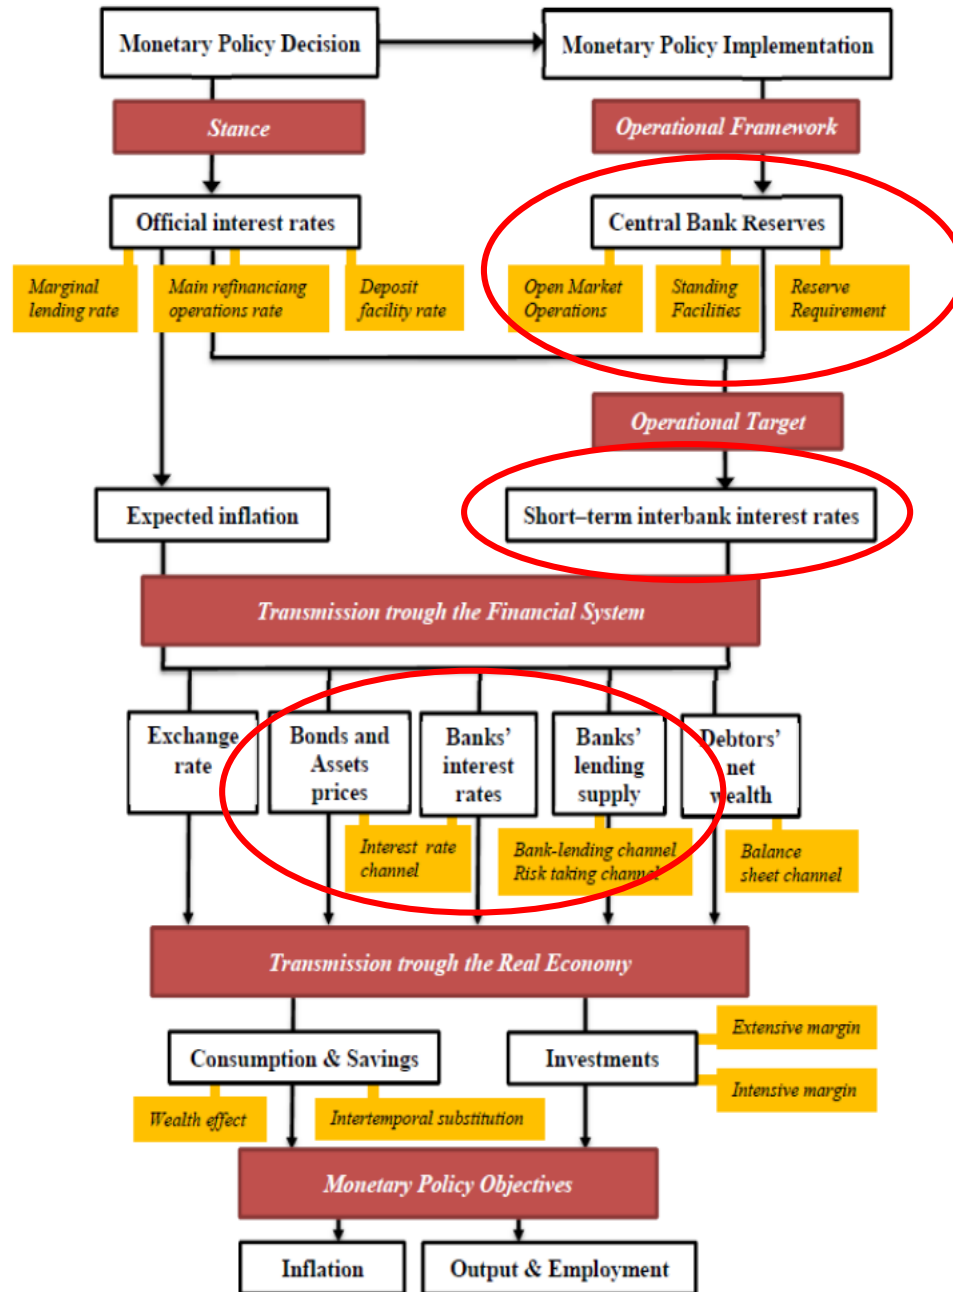 Monetary Policy Decision
Monetary Policy Implementation
Stance
Operational Framework
Official interest rates
Central Bank Reserves
Marginal
lending rate
Main refinanciang
operations rate
Deposit
facility rate
Open Market
Operations
Standing
Facilities
Reserve
Requirement
Operational Target
Expected inflation
Short–term interbank interest rates
Transmission trough the Financial System
Exchange
rate
Bonds and
Assets
prices
Banks'
interest
rates
Banks'
lending
supply
Debtors'
net
wealth
Interest rate
channel
Bank-lending channel
Risk taking channel
Balance
sheet channel
Transmission trough the Real Economy
Consumption & Savings
Investments
Extensive margin
Intensive margin
Wealth effect
Intertemporal substitution
Monetary Policy Objectives
Inflation
Output & Employment